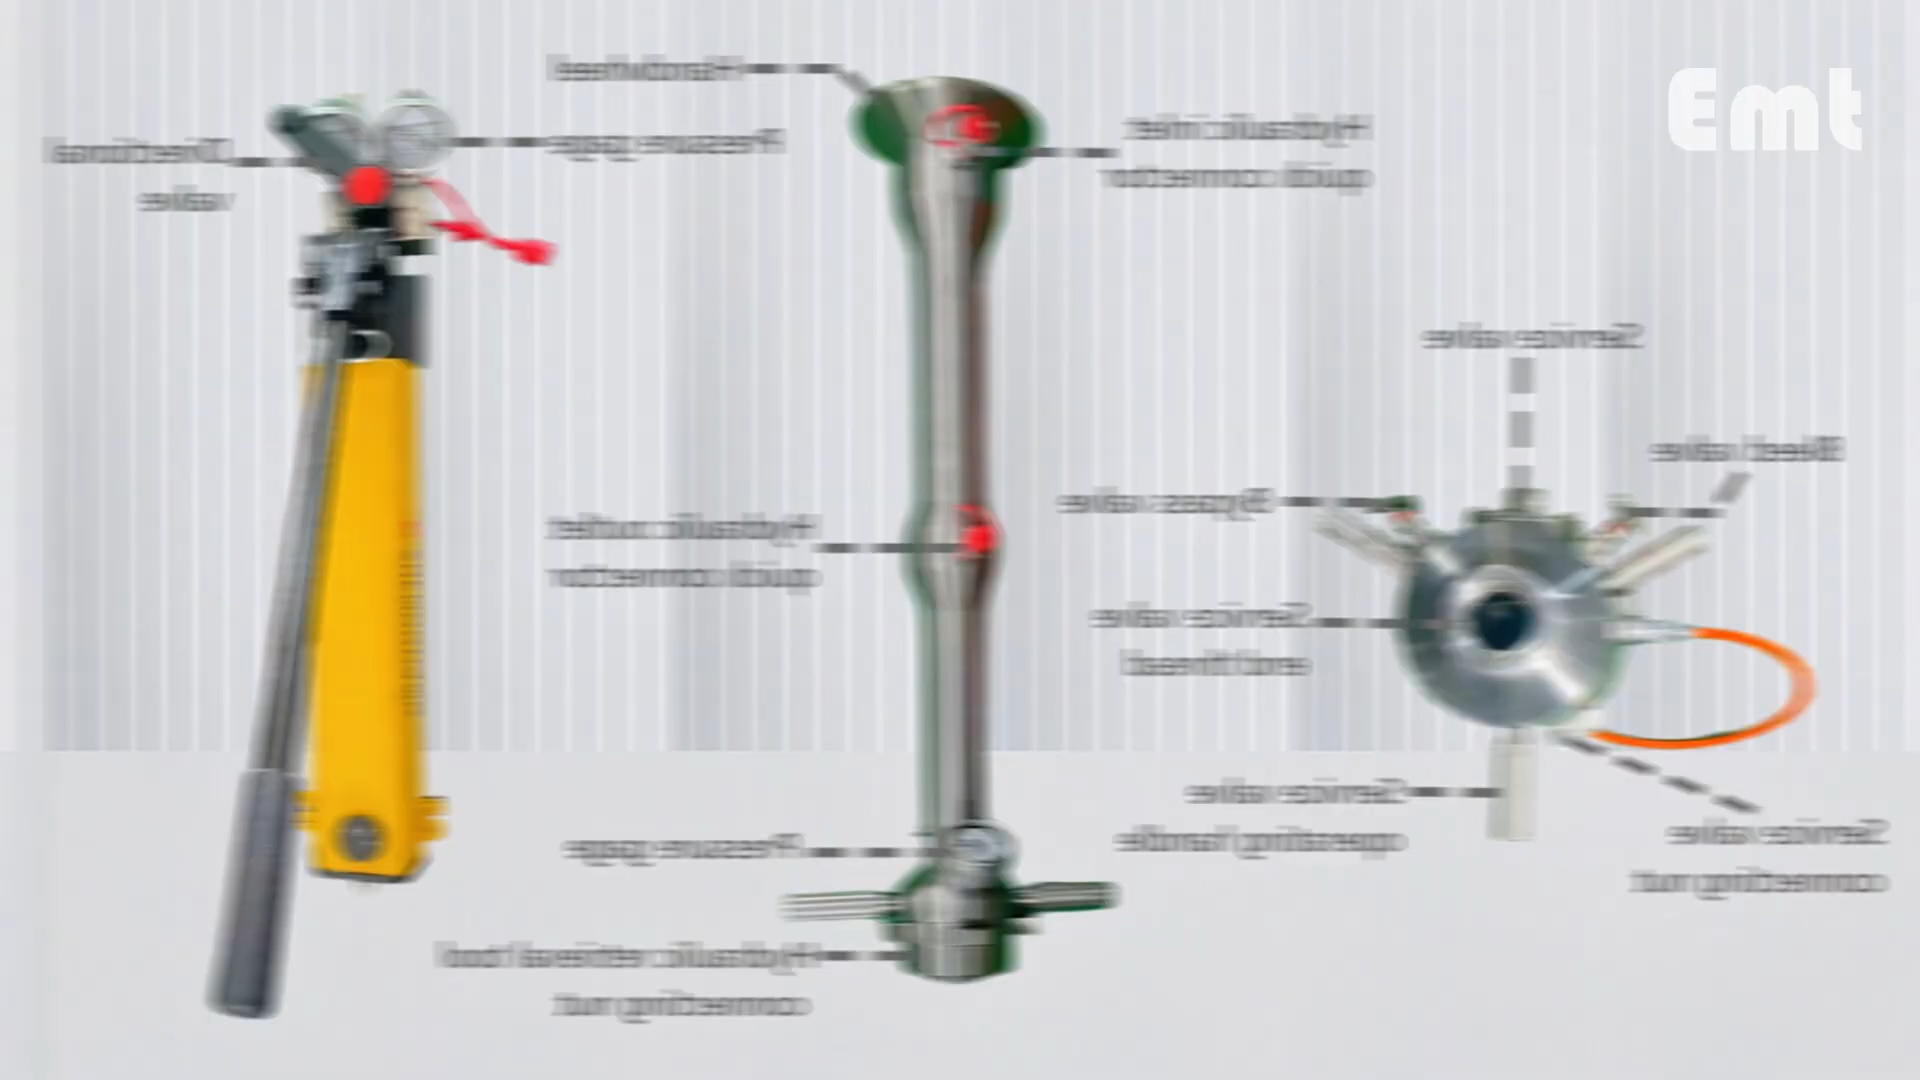 Emt
Handwheel
Pressure gage
Directional
valve
Hydraulic inlet
quick connector
Service valve
Bleed valve
Bypass valve
Hydraulic outlet
quick connector
Service valve
end thread
Service valve
operating handle
Pressure gage
Service valve
connecting nut
Hydraulic retrieval tool
connecting nut